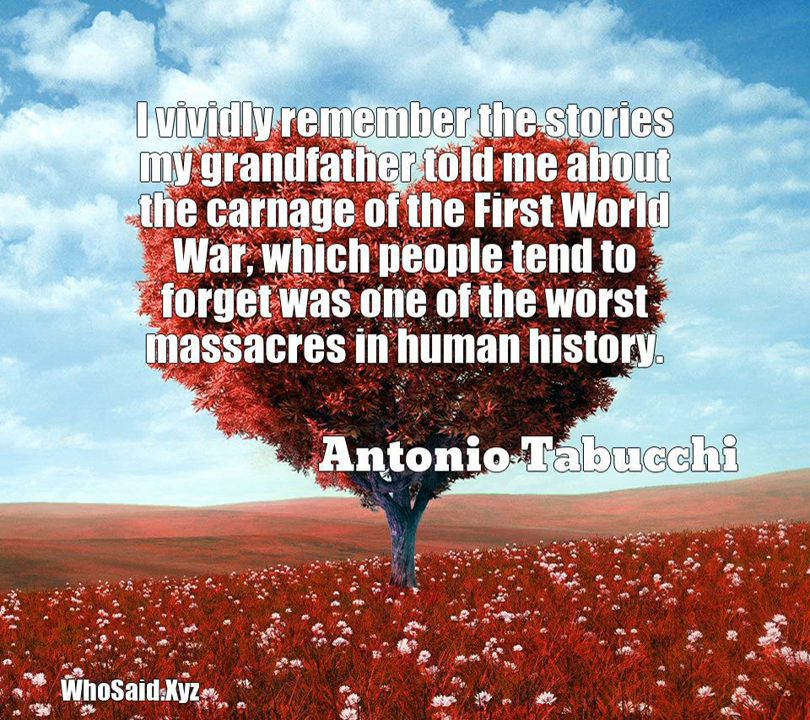 I vividly remember the stories
my grandfather told me about
the carnage of the First World
War, which people tend to
forget was one of the worst
massacres in human history.
Antonio Tabucchi
WhoSaid.Xyz